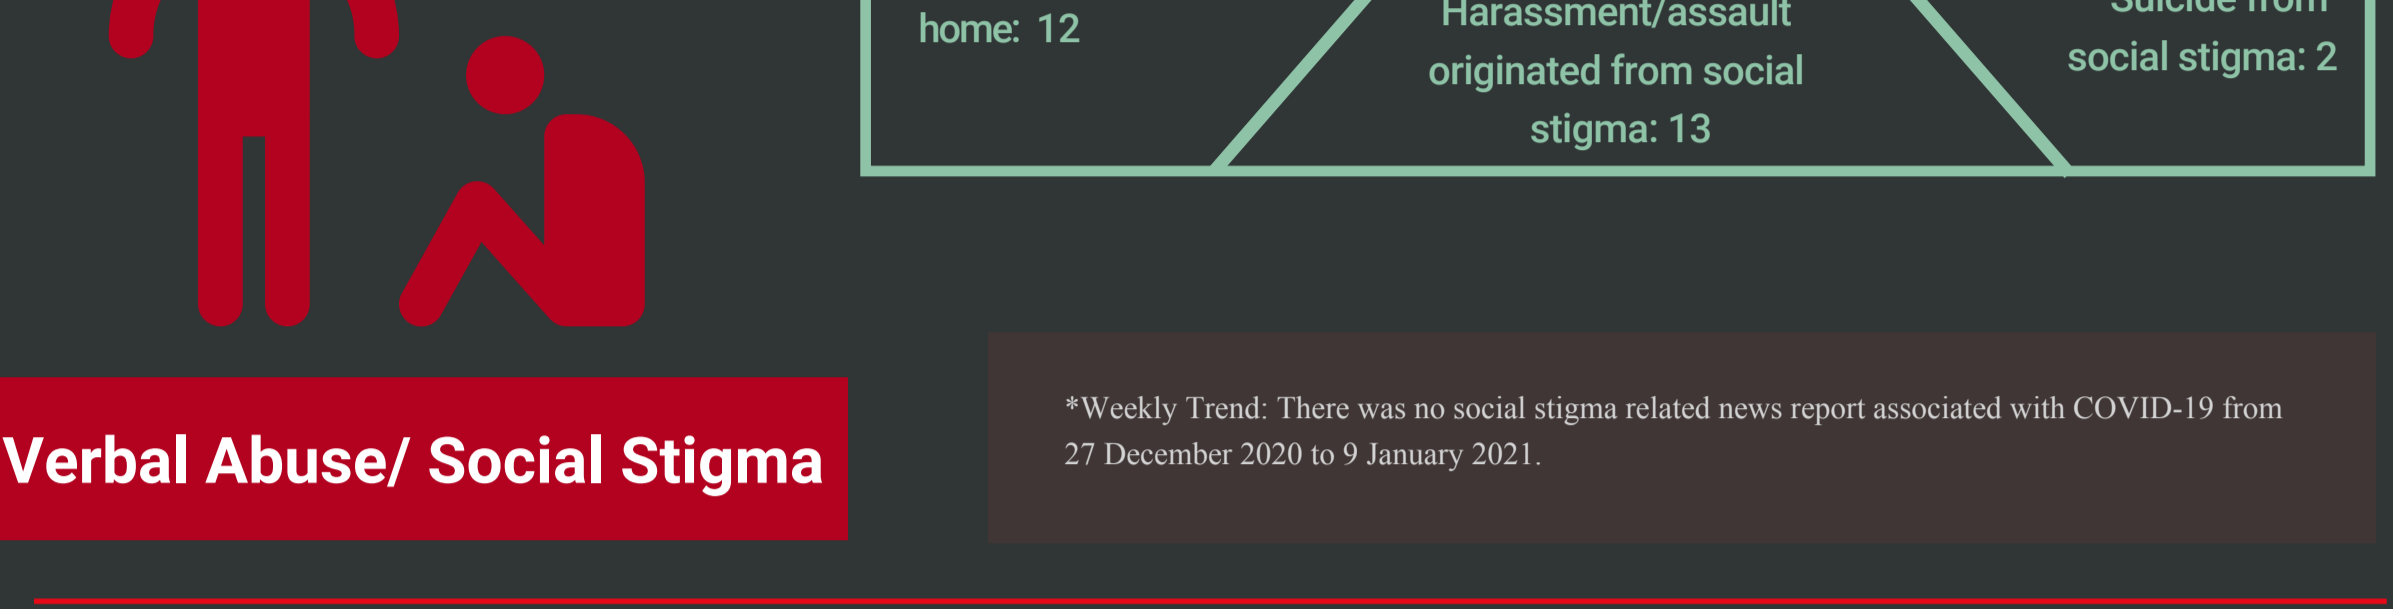 home: 12
Harassment/assault
originated from social
stigma: 13
Suicide from
social stigma: 2
Verbal Abuse/ Social Stigma
*Weekly Trend: There was no social stigma related news report associated with COVID-19 from
27 December 2020 to 9 January 2021.